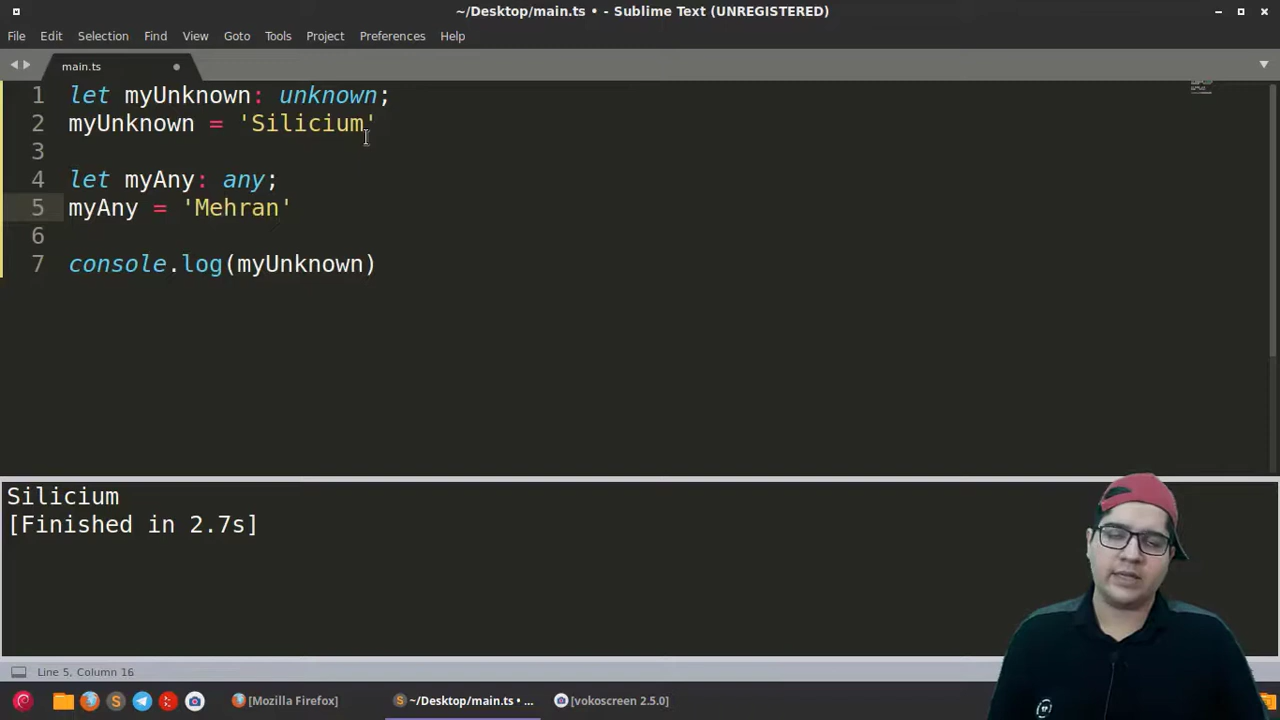 ~/Desktop/main.ts • - Sublime Text (UNREGISTERED)
File Edit Selection Find View Goto Tools Project Preferences Help
main.ts
1 let myUnknown: unknown;
2 myUnknown = 'Silicium'
3
4 let myAny: any;
5 myAny = 'Mehran'
6
7 console.log(myUnknown)
Silicium
[Finished in 2.7s]
Line 5, Column 16
[Mozilla Firefox] ~/Desktop/main.ts • ... [vokoscreen 2.5.0]